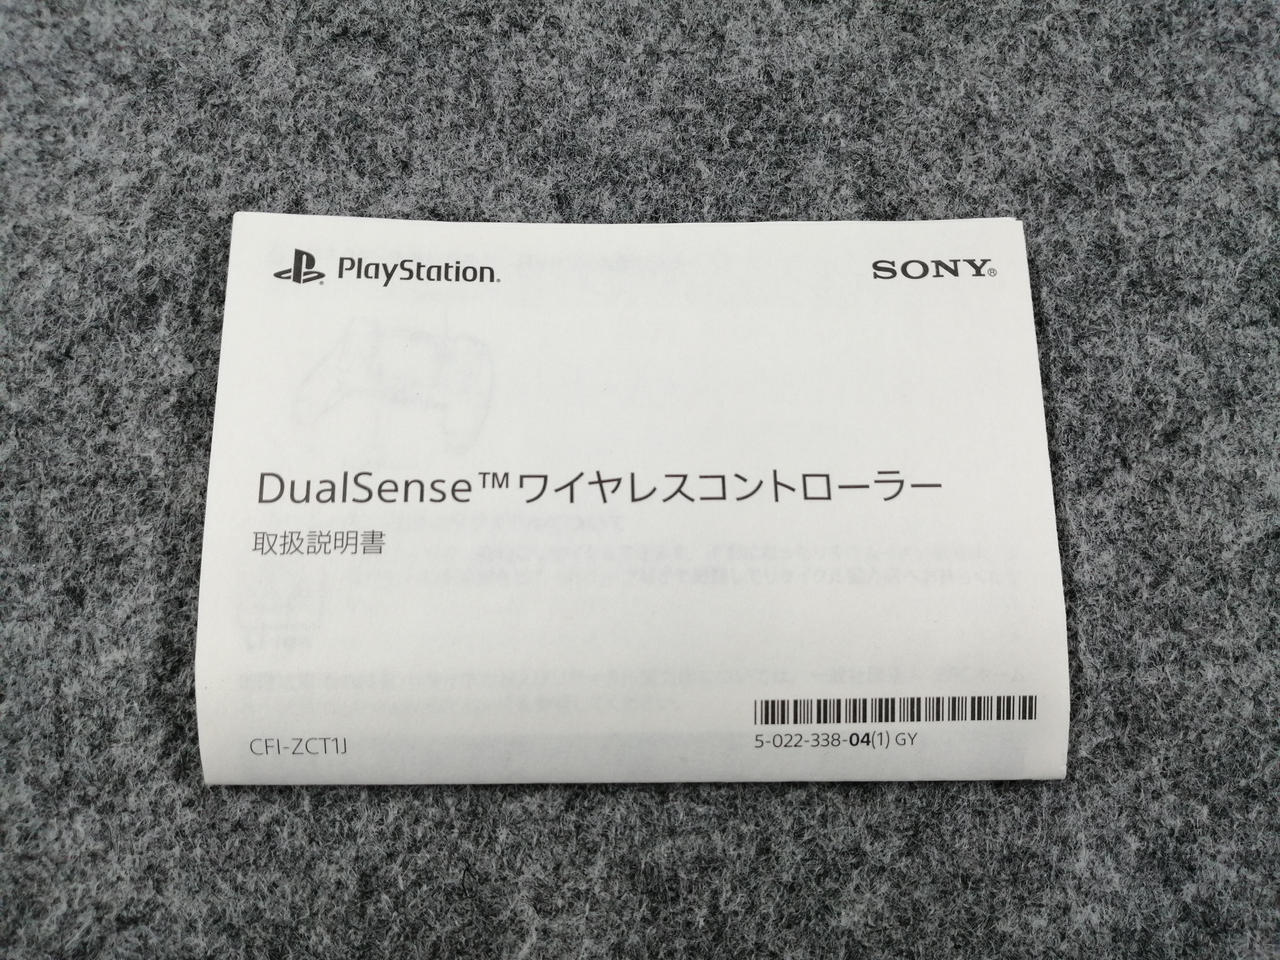 PlayStation®
SONY®
DualSense™ワイヤレスコントローラー
取扱説明書
CFI-ZCT1J
5-022-338-04(1) GY